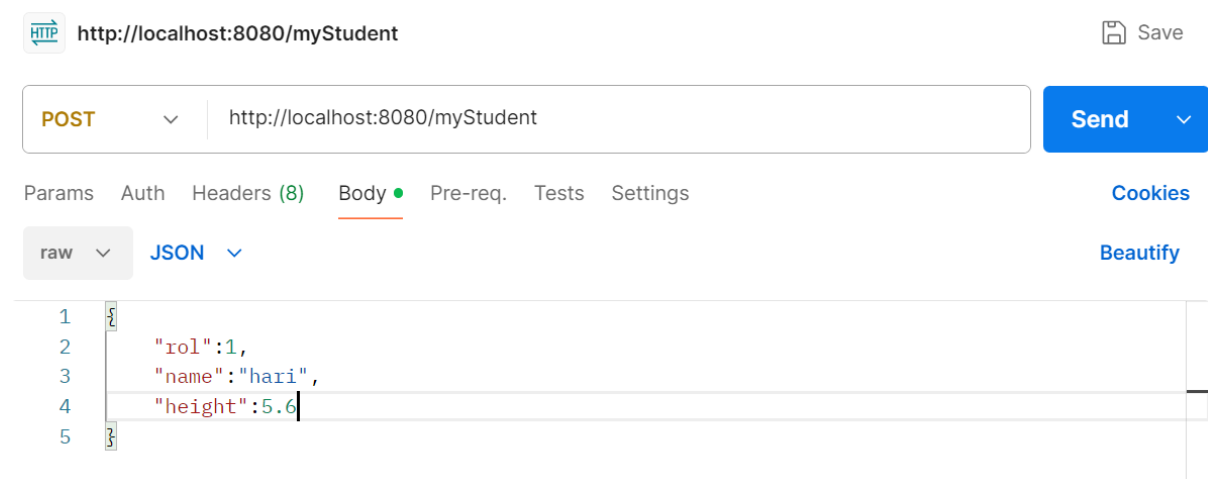 HTTP http://localhost:8080/myStudent Save
POST http://localhost:8080/myStudent Send
Params Auth Headers (8) Body Pre-req. Tests Settings Cookies
raw JSON Beautify
1 {
2 "rol":1,
3 "name":"hari",
4 "height":5.6
5 }